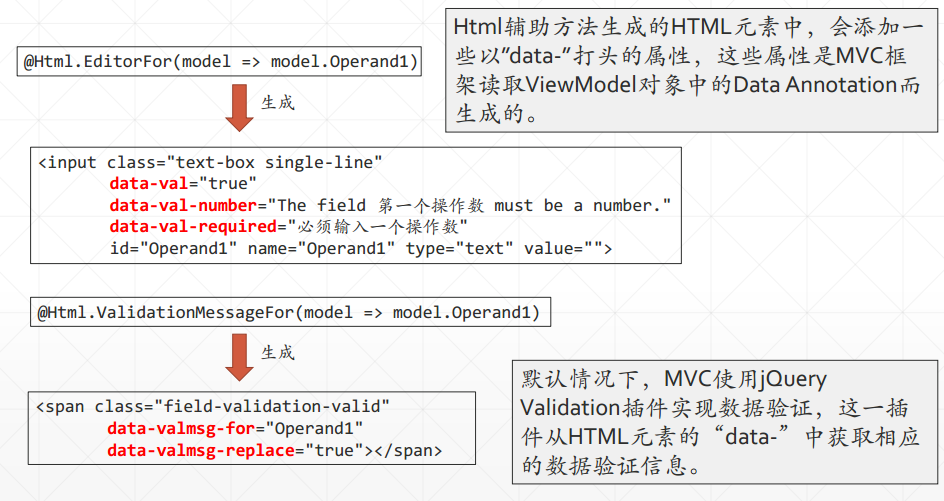 Html辅助方法生成的HTML元素中，会添加一
些以”data-”打头的属性，这些属性是MVC框
架读取ViewModel对象中的Data Annotation而
生成的。
@Html.EditorFor(model => model.Operand1)
生成
<input class="text-box single-line"
data-val="true"
data-val-number="The field 第一个操作数 must be a number."
data-val-required="必须输入一个操作数"
id="Operand1" name="Operand1" type="text" value="">
@Html.ValidationMessageFor(model => model.Operand1)
生成
<span class="field-validation-valid"
data-valmsg-for="Operand1"
data-valmsg-replace="true"></span>
默认情况下，MVC使用jQuery
Validation插件实现数据验证，这一插
件从HTML元素的“data-”中获取相应
的数据验证信息。